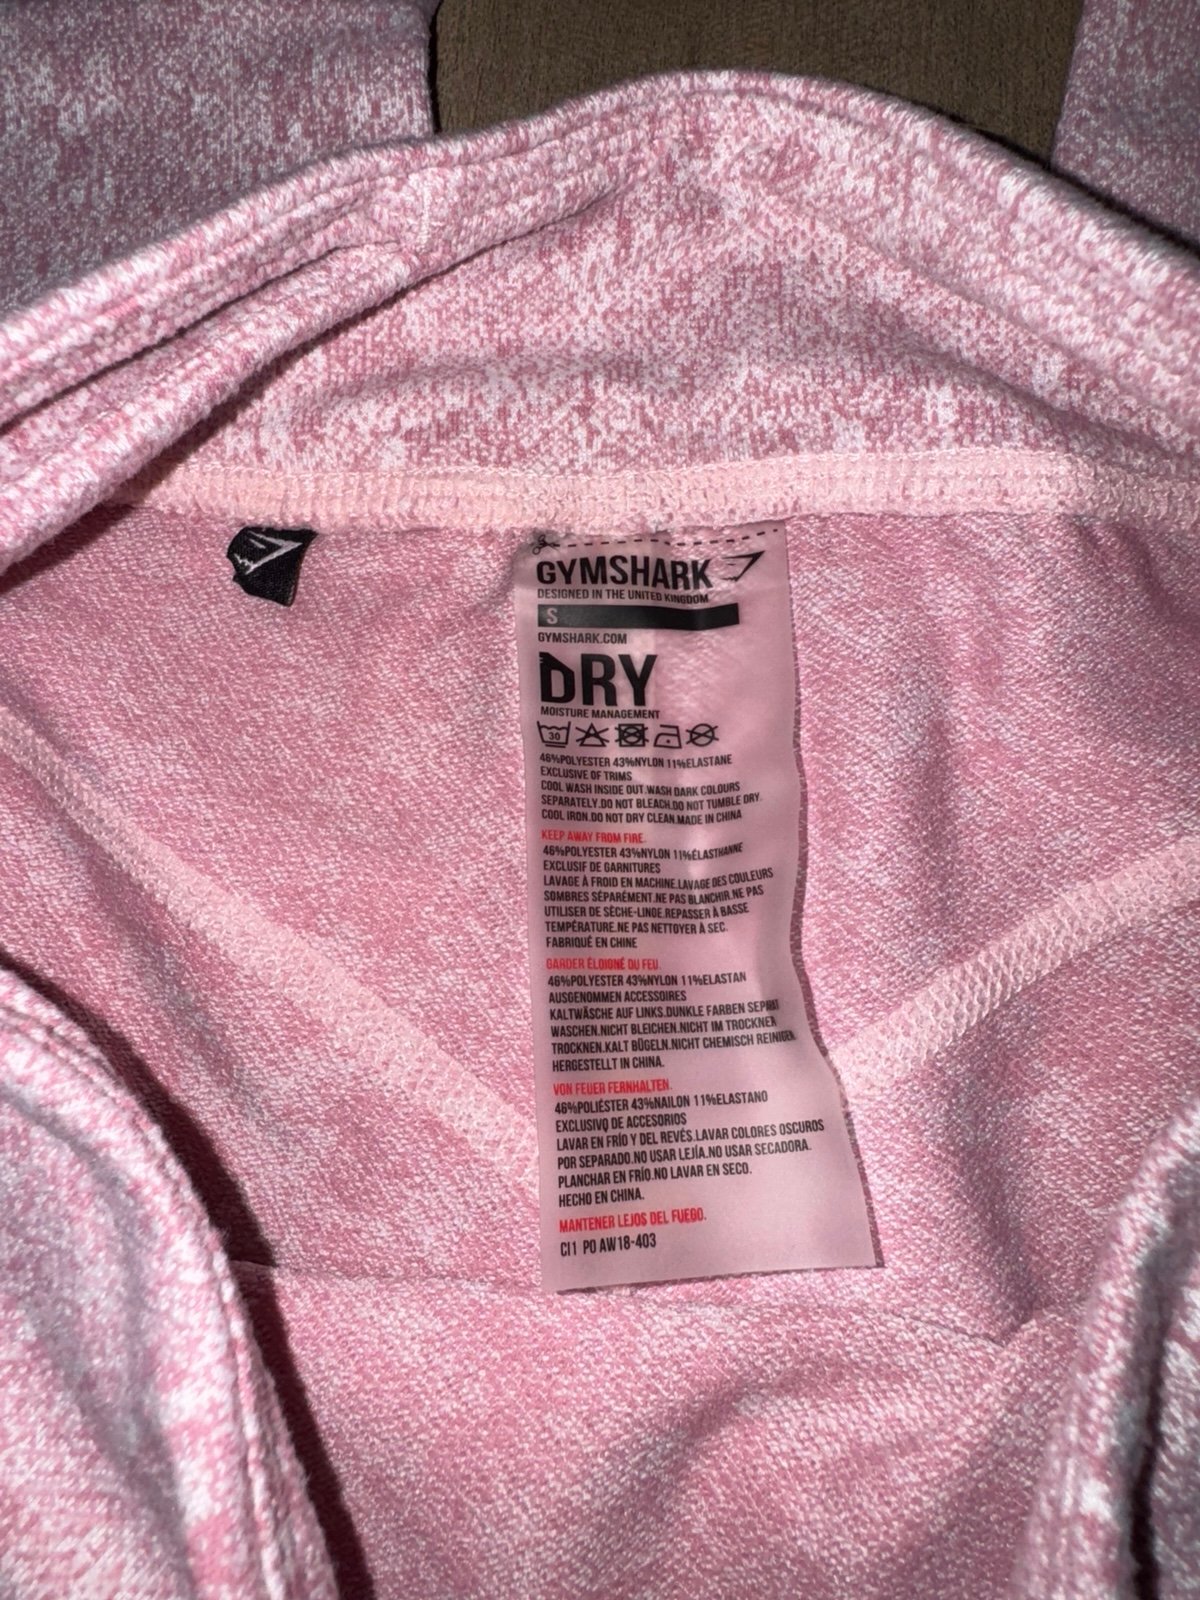 GYMSHARK
DESIGNED IN THE UNITED KINGDOM
S
GYMSHARK.COM
DRY
MOISTURE MANAGEMENT
30
46%POLYESTER 43%NYLON 11%ELASTANE
EXCLUSIVE OF TRIMS
COOL WASH INSIDE OUT.WASH DARK COLOURS
SEPARATELY.DO NOT BLEACH.DO NOT TUMBLE DRY.
COOL IRON.DO NOT DRY CLEAN.MADE IN CHINA
KEEP AWAY FROM FIRE.
46%POLYESTER 43%NYLON 11%ÉLASTHANNE
EXCLUSIF DE GARNITURES
LAVAGE À FROID EN MACHINE.LAVAGE DES COULEURS
SOMBRES SÉPARÉMENT.NE PAS BLANCHIR.NE PAS
UTILISER DE SÈCHE-LINGE.REPASSER À BASSE
TEMPÉRATURE.NE PAS NETTOYER À SEC.
FABRIQUÉ EN CHINE
GARDER ÉLOIGNÉ DU FEU.
46%POLYESTER 43%NYLON 11%ELASTAN
AUSGENOMMEN ACCESSOIRES
KALTWÄSCHE AUF LINKS.DUNKLE FARBEN SEPRAT
WASCHEN.NICHT BLEICHEN.NICHT IM TROCKNER
TROCKNEN.KALT BÜGELN.NICHT CHEMISCH REINIGEN.
HERGESTELLT IN CHINA.
VON FEUER FERNHALTEN.
46%POLIÉSTER 43%NAILON 11%ELASTANO
EXCLUSIVO DE ACCESORIOS
LAVAR EN FRÍO Y DEL REVÉS.LAVAR COLORES OSCUROS
POR SEPARADO.NO USAR LEJÍA.NO USAR SECADORA.
PLANCHAR EN FRÍO.NO LAVAR EN SECO.
HECHO EN CHINA.
MANTENER LEJOS DEL FUEGO.
CI1 PO AW18-403